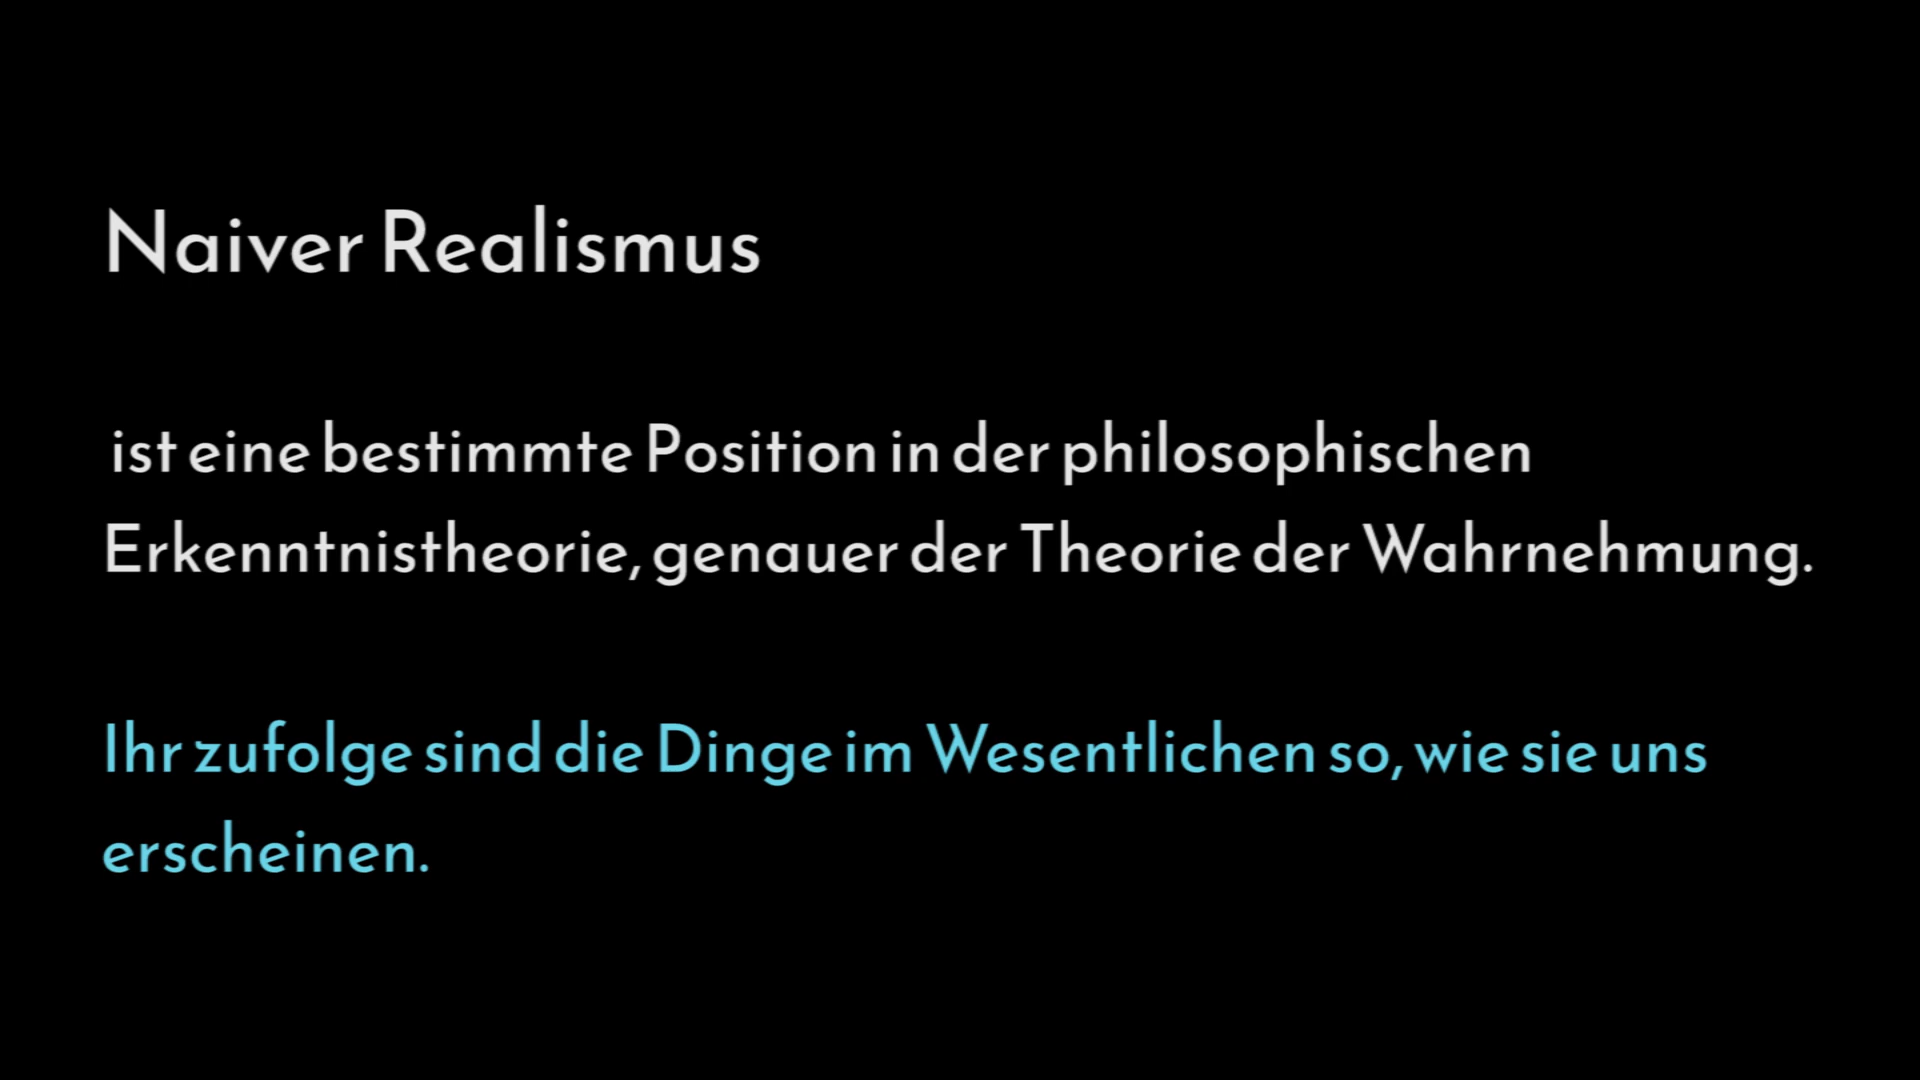 Naiver Realismus
ist eine bestimmte Position in der philosophischen
Erkenntnistheorie, genauer der Theorie der Wahrnehmung.
Ihr zufolge sind die Dinge im Wesentlichen so, wie sie uns
erscheinen.